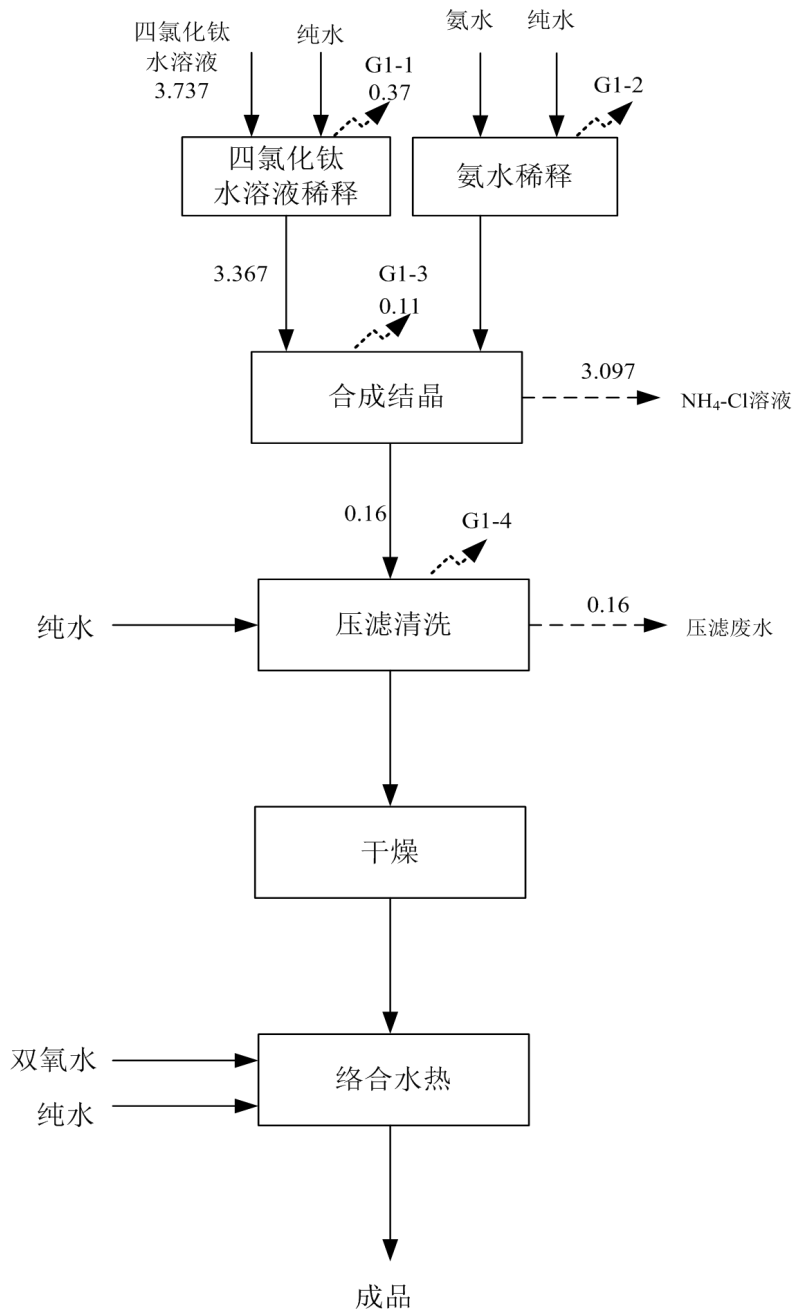 四氯化钛
水溶液
3.737
纯水
G1-1
0.37
氨水
纯水
G1-2
四氯化钛
水溶液稀释
氨水稀释
3.367
G1-3
0.11
合成结晶
3.097
NH₄-Cl溶液
0.16
G1-4
纯水
压滤清洗
0.16
压滤废水
干燥
双氧水
纯水
络合水热
成品